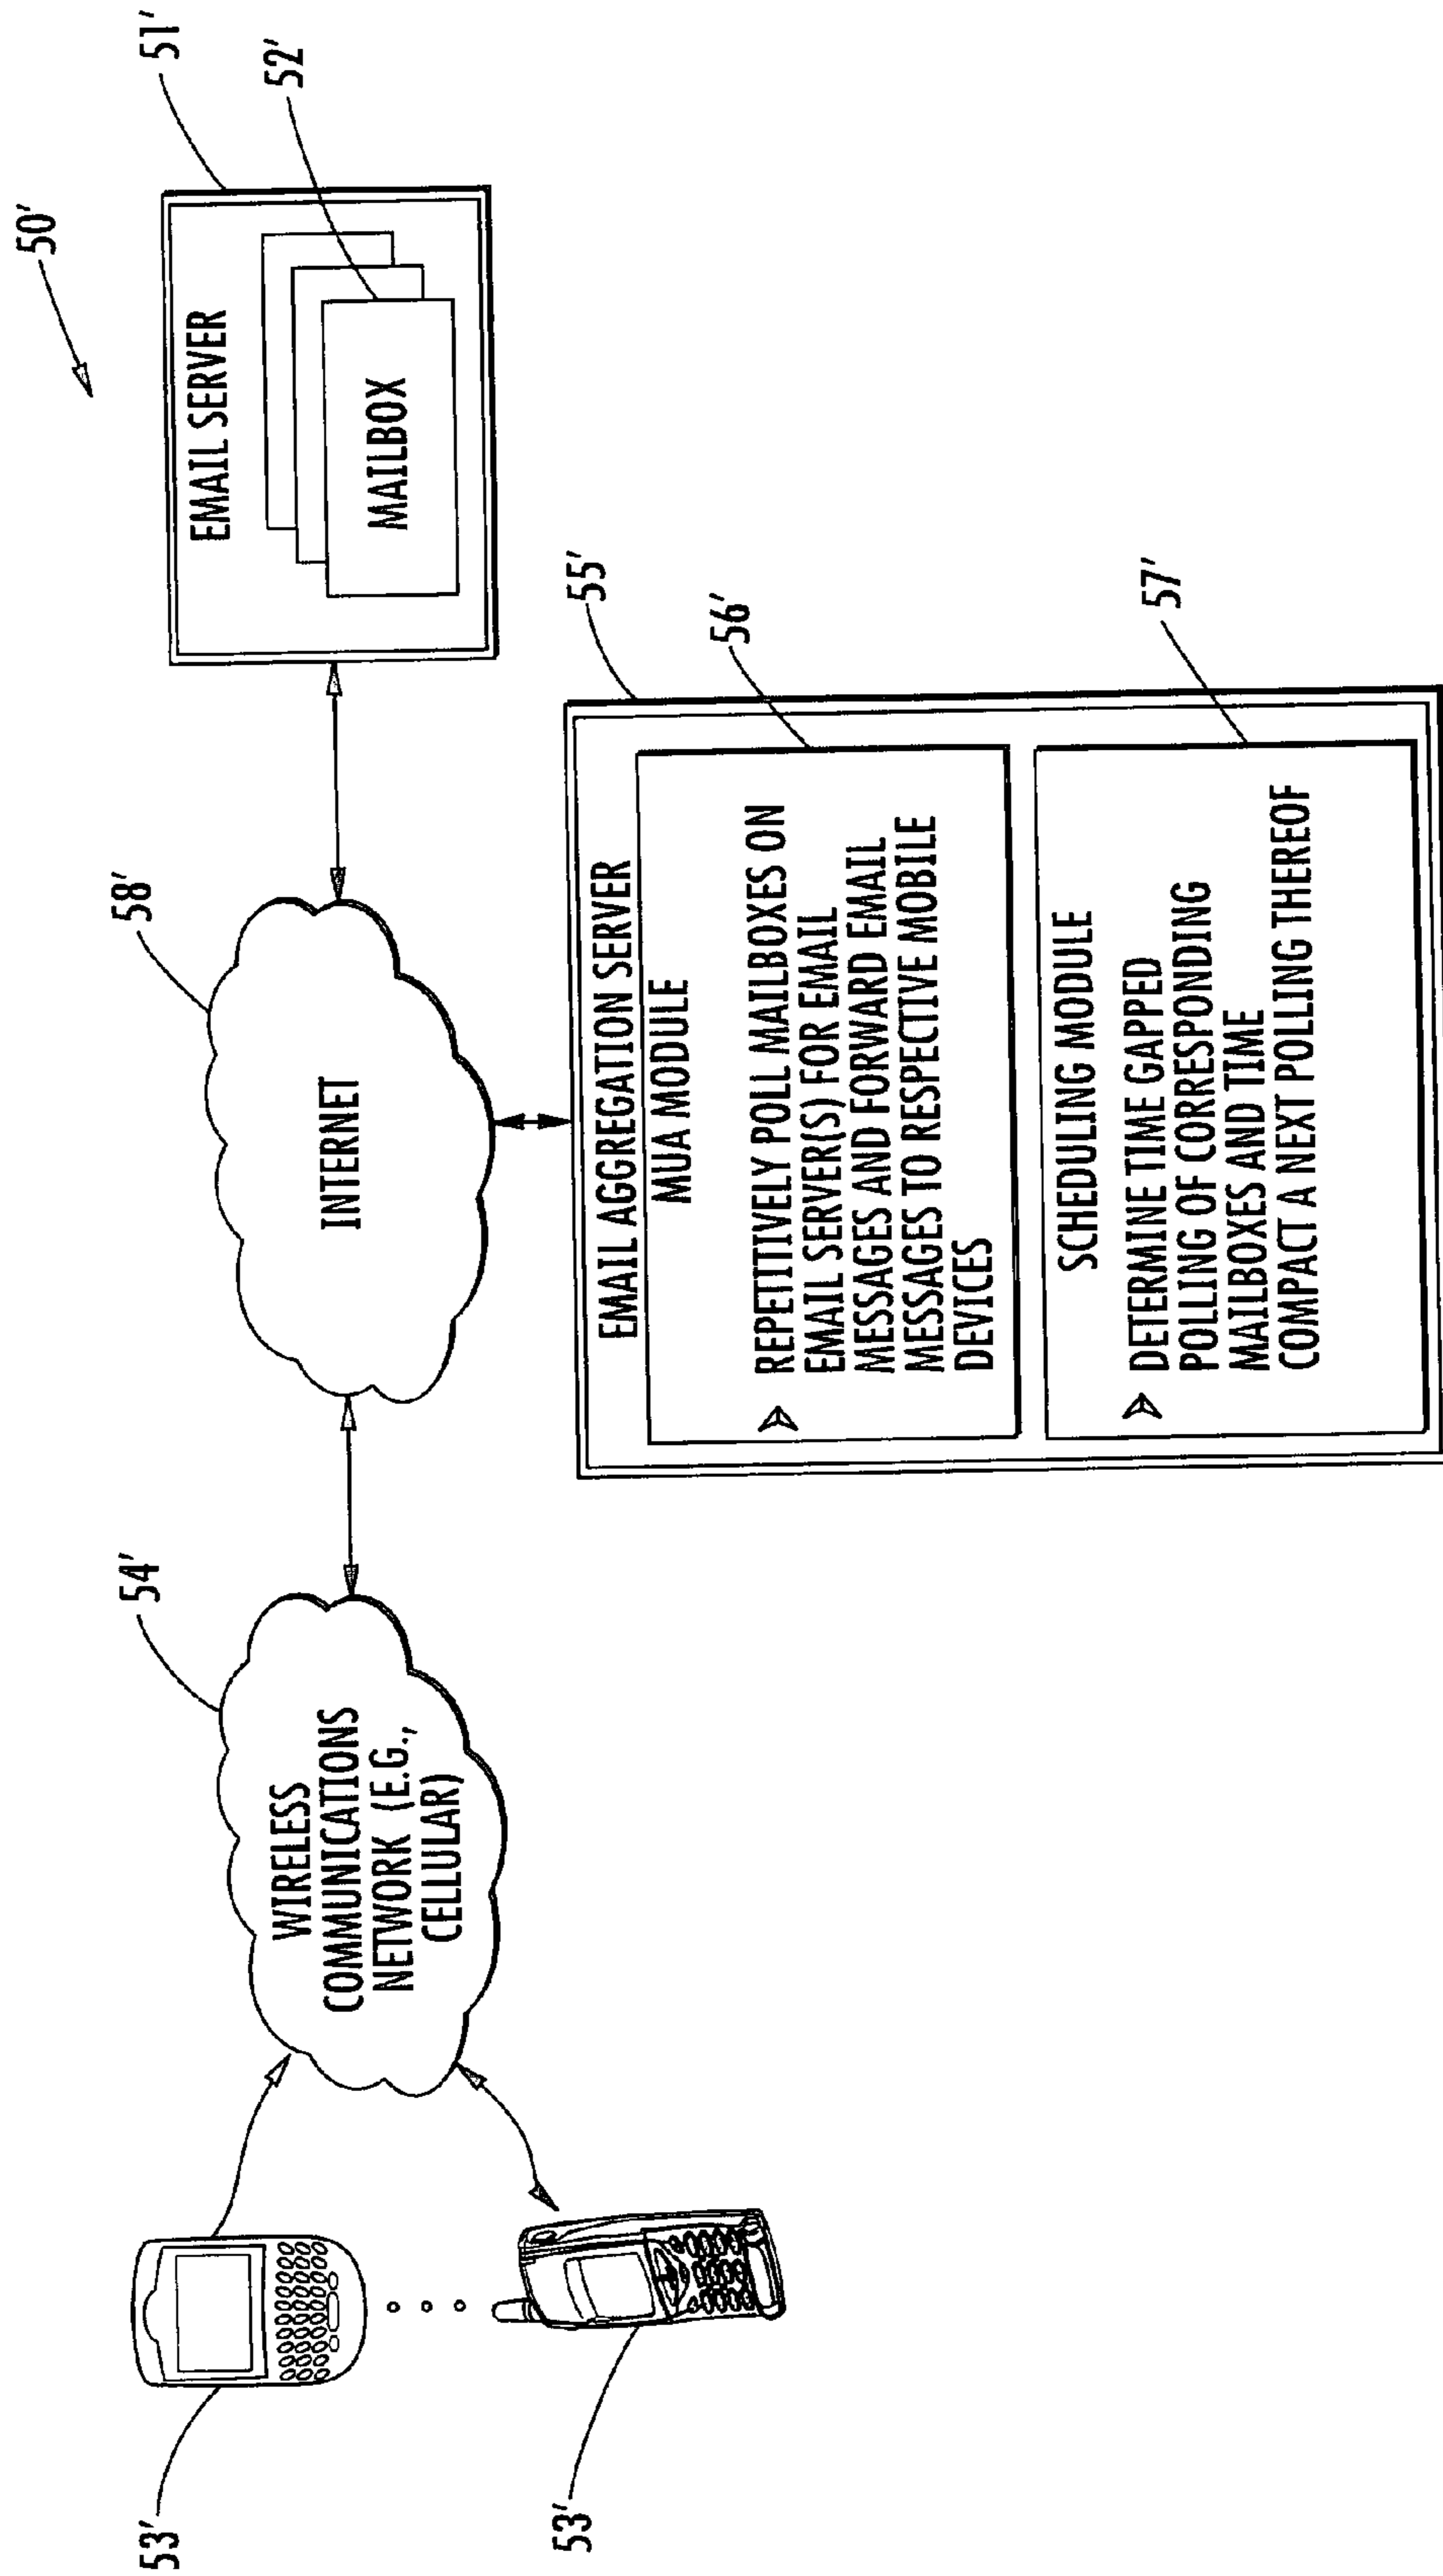 50'
51'
EMAIL SERVER
52'
MAILBOX
58'
INTERNET
54'
WIRELESS
COMMUNICATIONS
NETWORK (E.G.,
CELLULAR)
53'
53'
55'
EMAIL AGGREGATION SERVER
56'
MUA MODULE
REPETITIVELY POLL MAILBOXES ON
EMAIL SERVER(S) FOR EMAIL
MESSAGES AND FORWARD EMAIL
MESSAGES TO RESPECTIVE MOBILE
DEVICES
57'
SCHEDULING MODULE
DETERMINE TIME GAPPED
POLLING OF CORRESPONDING
MAILBOXES AND TIME
COMPACT A NEXT POLLING THEREOF